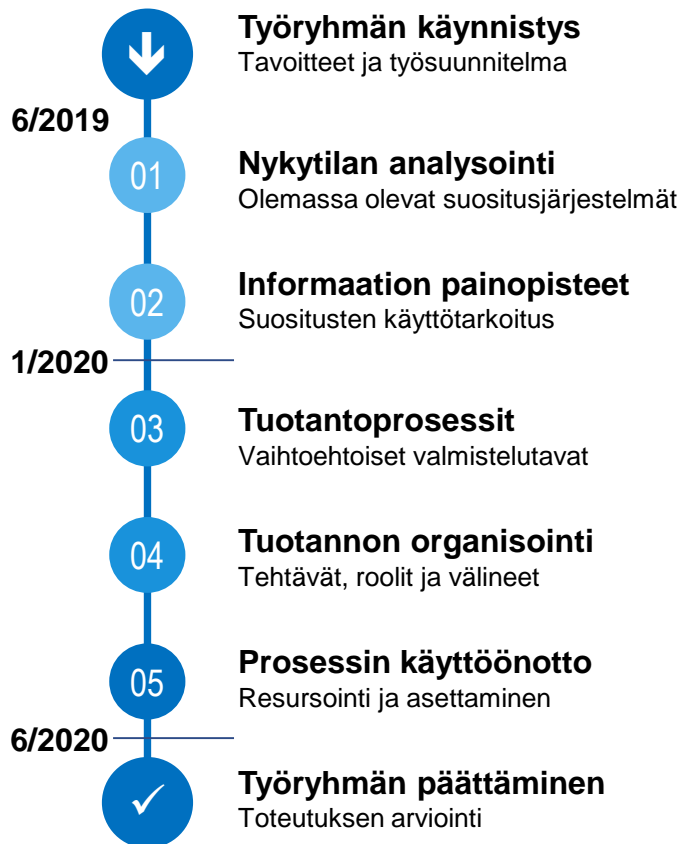 Työryhmän käynnistys
Tavoitteet ja työsuunnitelma
6/2019
01
Nykytilan analysointi
Olemassa olevat suositusjärjestelmät
02
Informaation painopisteet
Suositusten käyttötarkoitus
1/2020
03
Tuotantoprosessit
Vaihtoehtoiset valmistelutavat
04
Tuotannon organisointi
Tehtävät, roolit ja välineet
05
Prosessin käyttöönotto
Resursointi ja asettaminen
6/2020
Työryhmän päättäminen
Toteutuksen arviointi